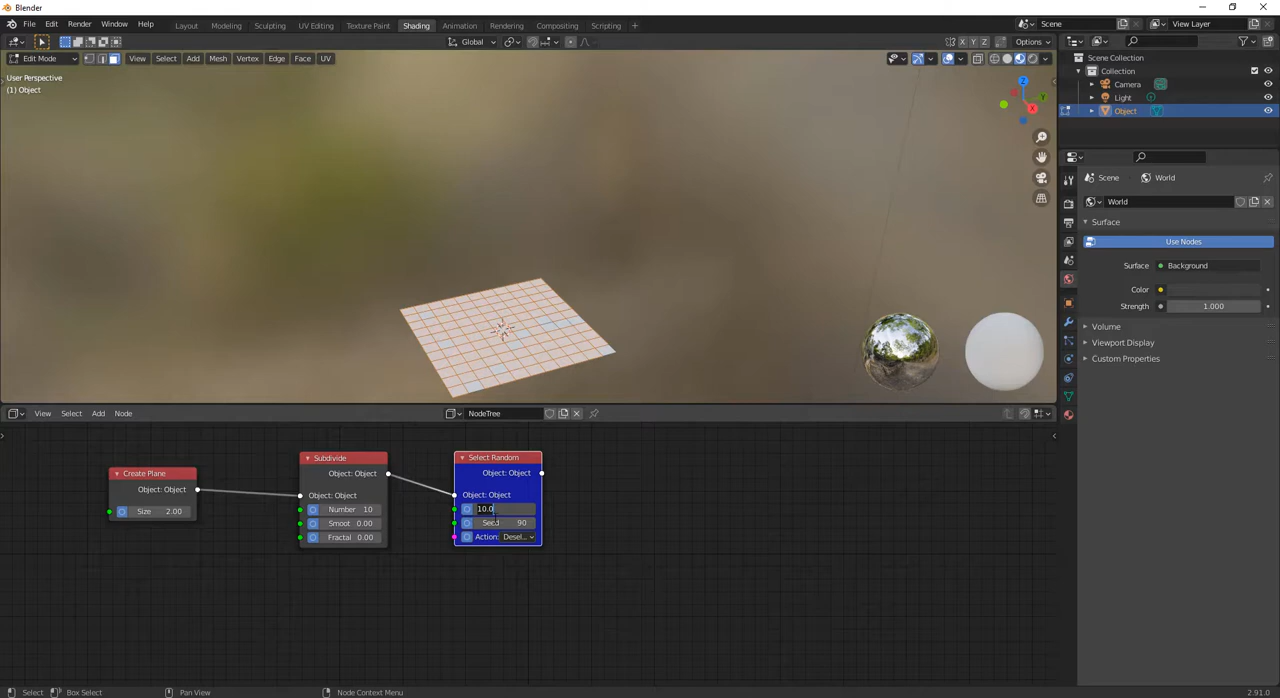 Blender
File Edit Render Window Help Layout Modeling Sculpting UV Editing Texture Paint Shading Animation Rendering Compositing Scripting + Scene View Layer
Global Options
Edit Mode View Select Add Mesh Vertex Edge Face UV X Y Z
User Perspective
(1) Object
Z
Y
X
Scene Collection
Collection
Camera
Light
Object
Scene World
World
Surface
Use Nodes
Surface Background
Color
Strength 1.000
Volume
Viewport Display
Custom Properties
View Select Add Node NodeTree
Create Plane
Object: Object
Size 2.00
Subdivide
Object: Object
Object: Object
Number 10
Smoot 0.00
Fractal 0.00
Select Random
Object: Object
Object: Object
10.0
Seed 90
Action: Desel...
Select Box Select Pan View Node Context Menu 2.91.0